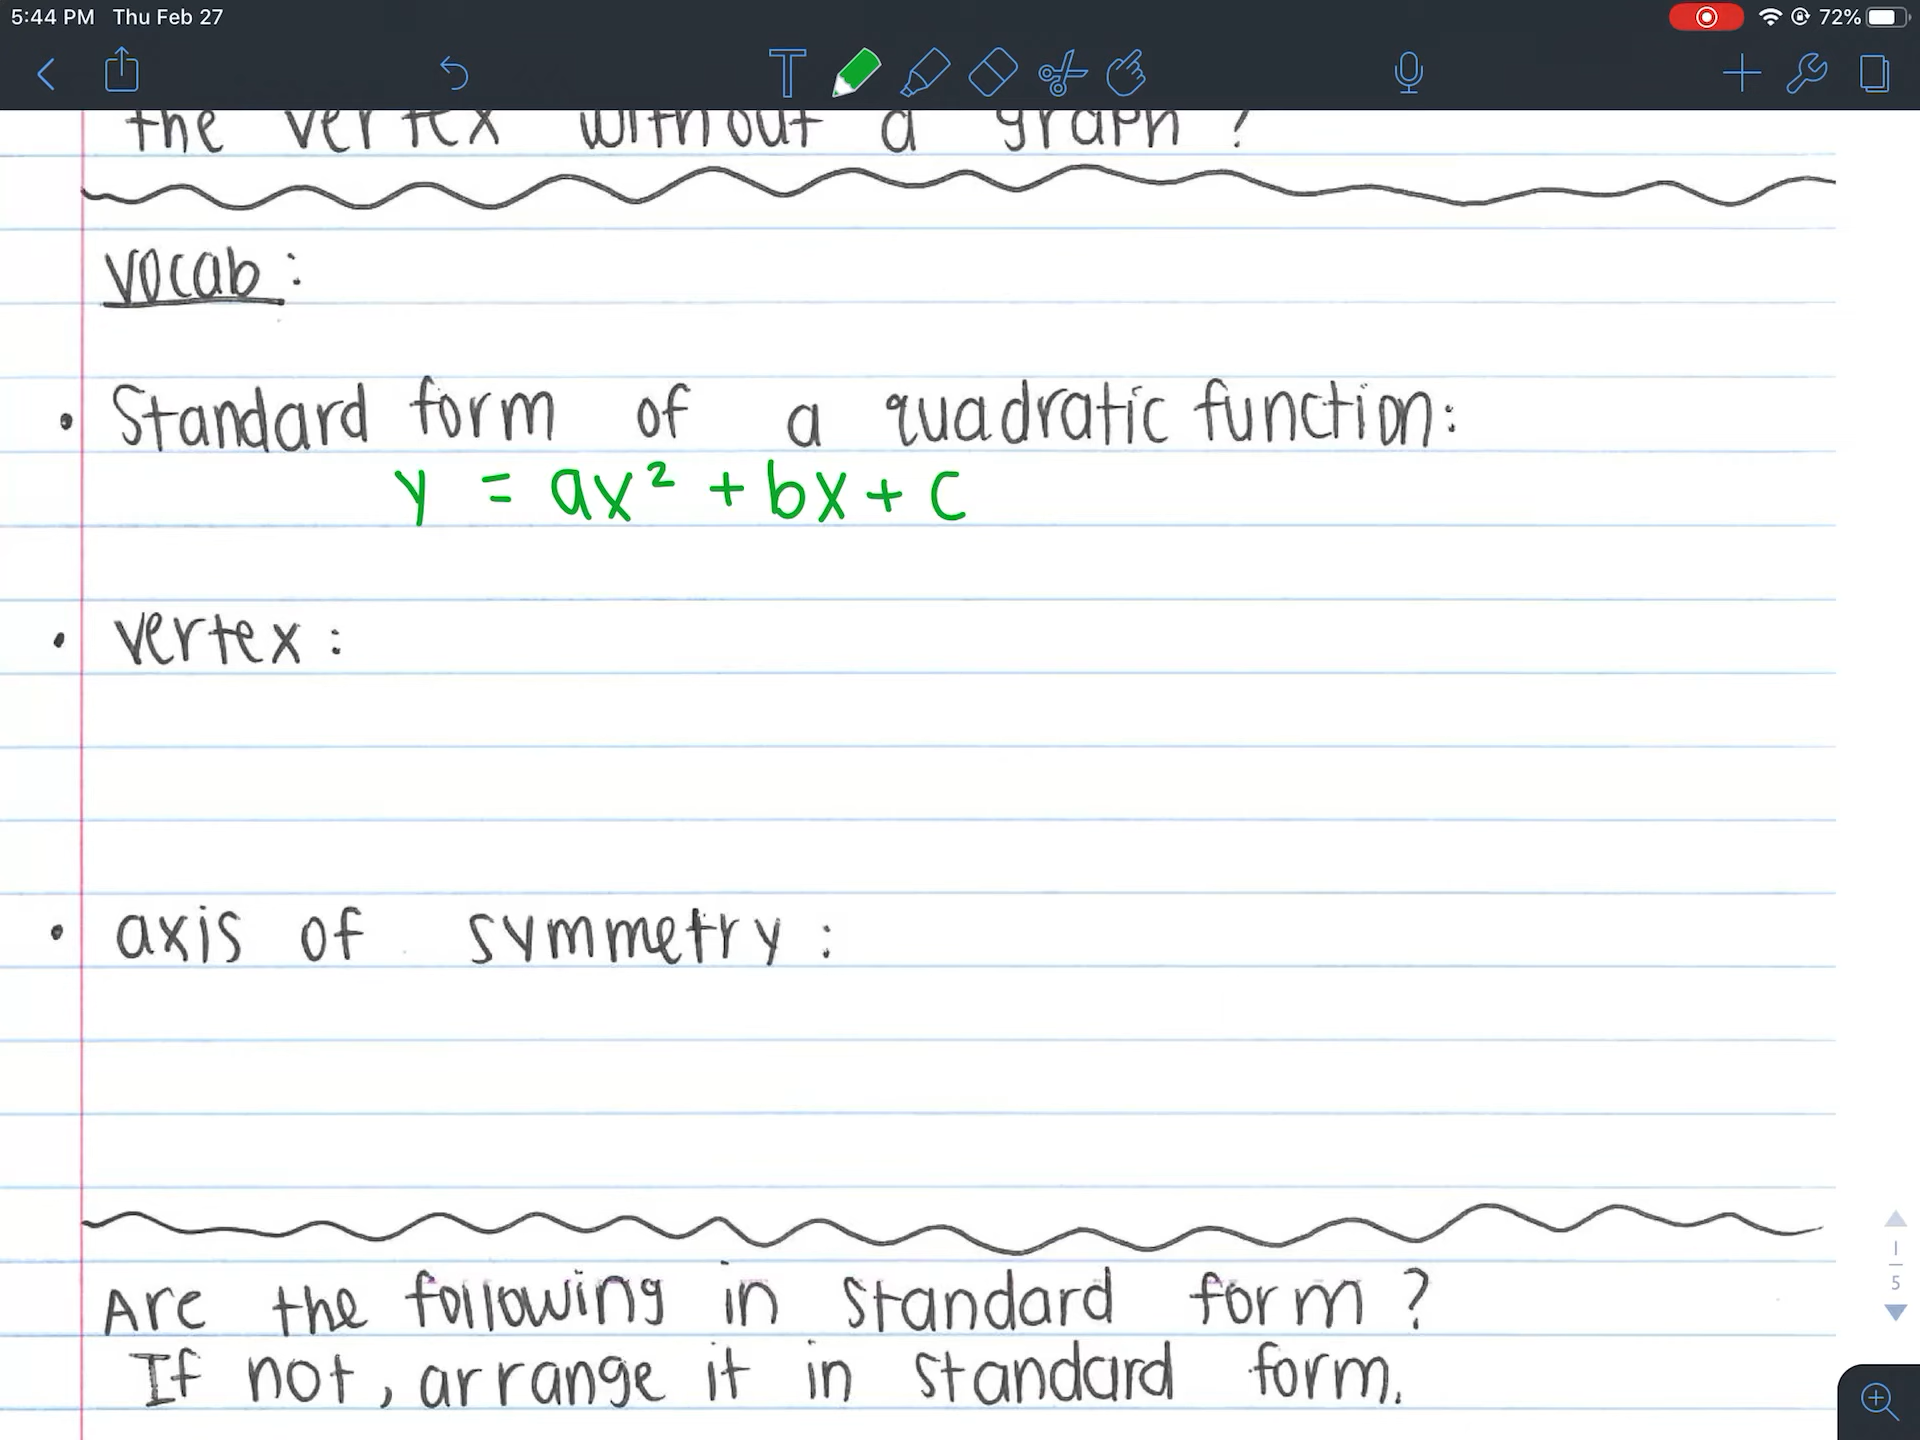 5:44 PM Thu Feb 27
72%
T
the vertex without a graph?
vocab:
• Standard form of a quadratic function:
y = ax² + bx + c
• vertex:
• axis of symmetry:
1
5
Are the following in standard form?
If not, arrange it in standard form.